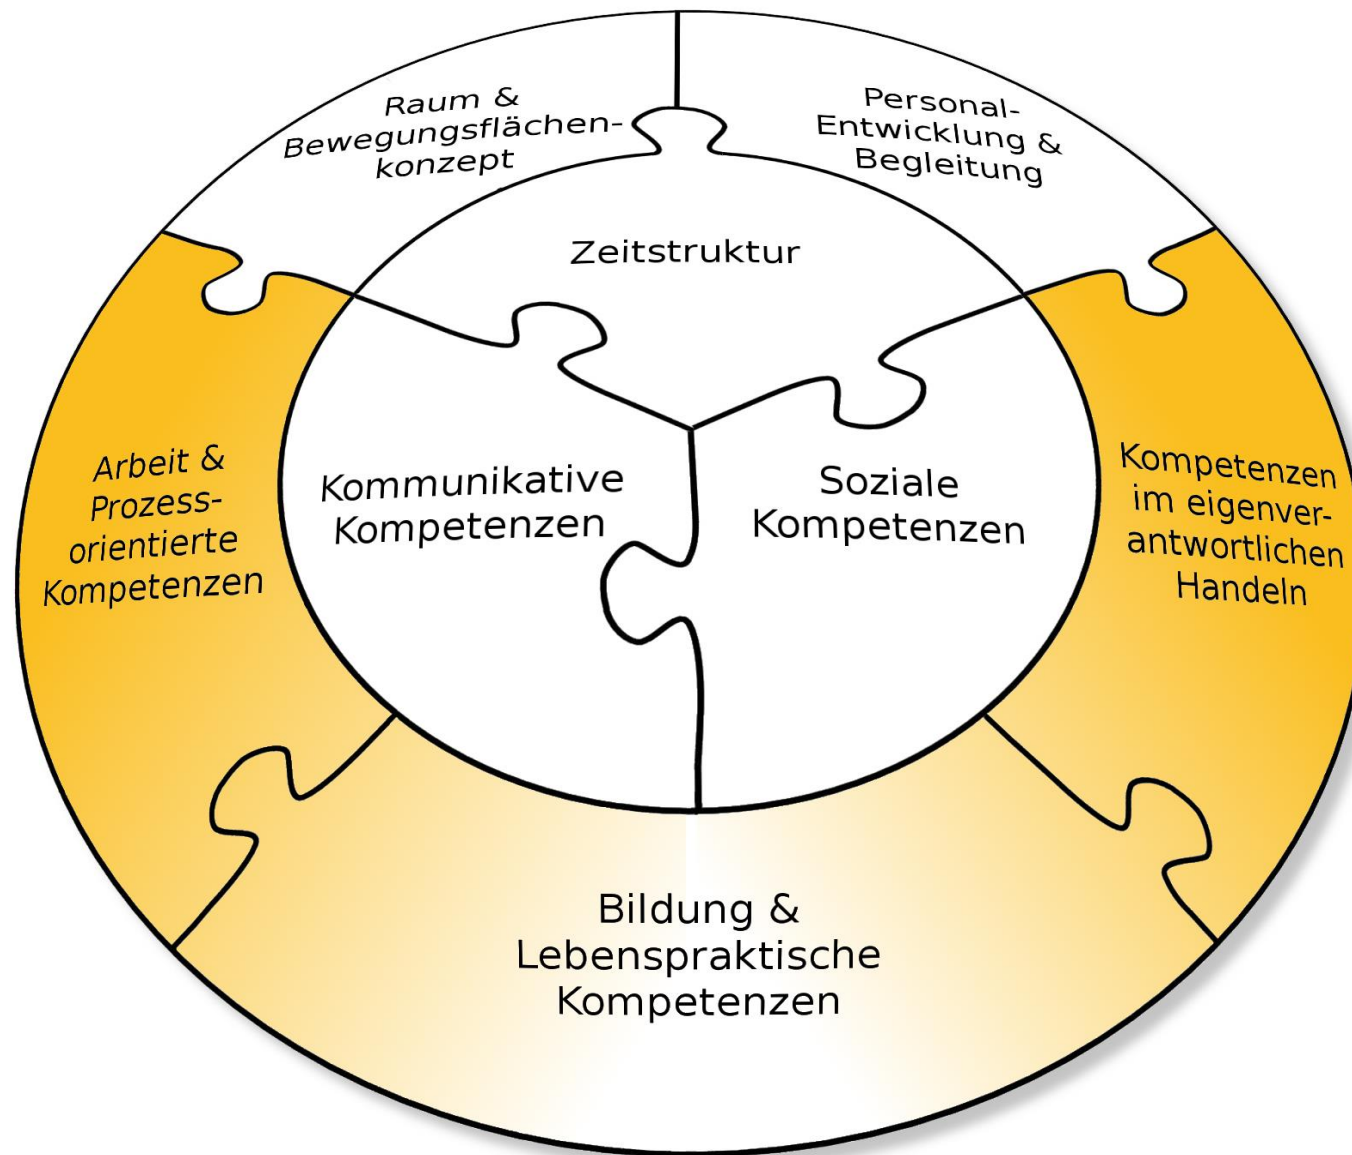 Raum &
Bewegungsflächen-
konzept
Personal-
Entwicklung &
Begleitung
Zeitstruktur
Arbeit &
Prozess-
orientierte
Kompetenzen
Kommunikative
Kompetenzen
Soziale
Kompetenzen
Kompetenzen
im eigenver-
antwortlichen
Handeln
Bildung &
Lebenspraktische
Kompetenzen